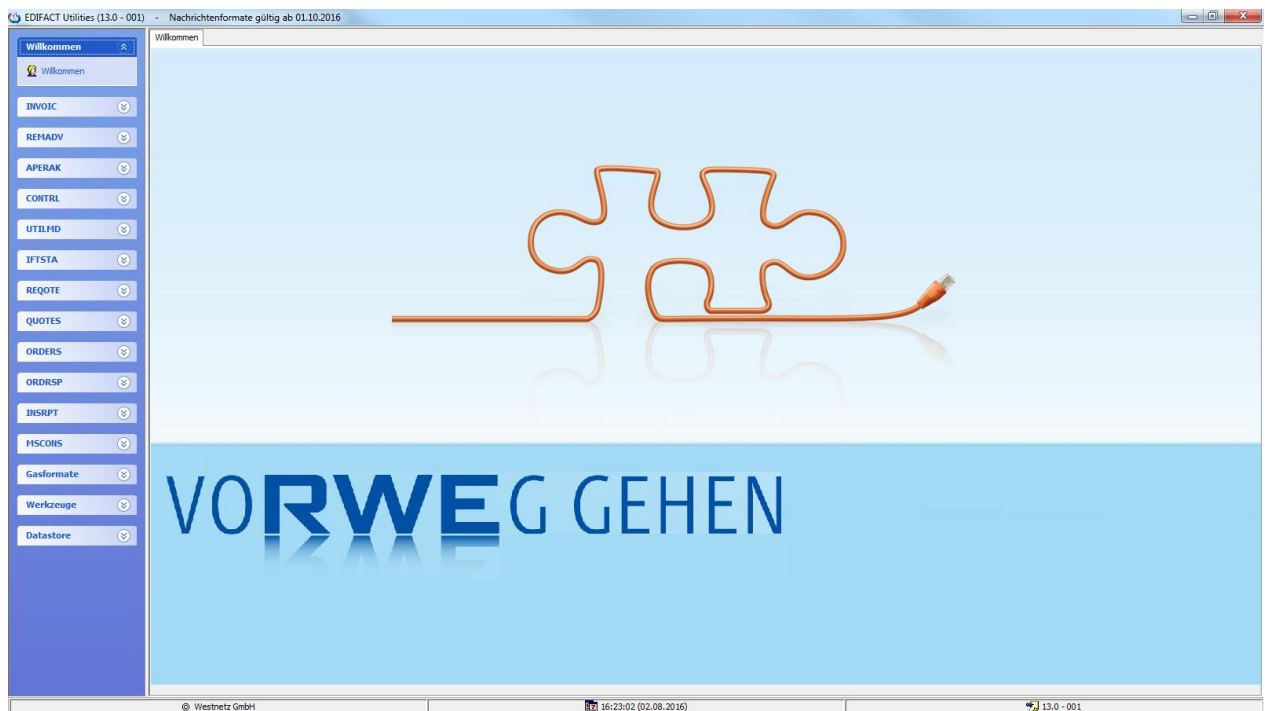 EDIFACT Utilities (13.0 - 001) - Nachrichtenformate gültig ab 01.10.2016
Willkommen
Willkommen
INVOIC
REMADV
APERAK
CONTRL
UTILMD
IFTSTA
REQOTE
QUOTES
ORDERS
ORDRSP
INSRPT
MSCONS
Gasformate
Werkzeuge
Datastore
Willkommen
VORWEG GEHEN
© Westnetz GmbH
16:23:02 (02.08.2016)
13.0 - 001